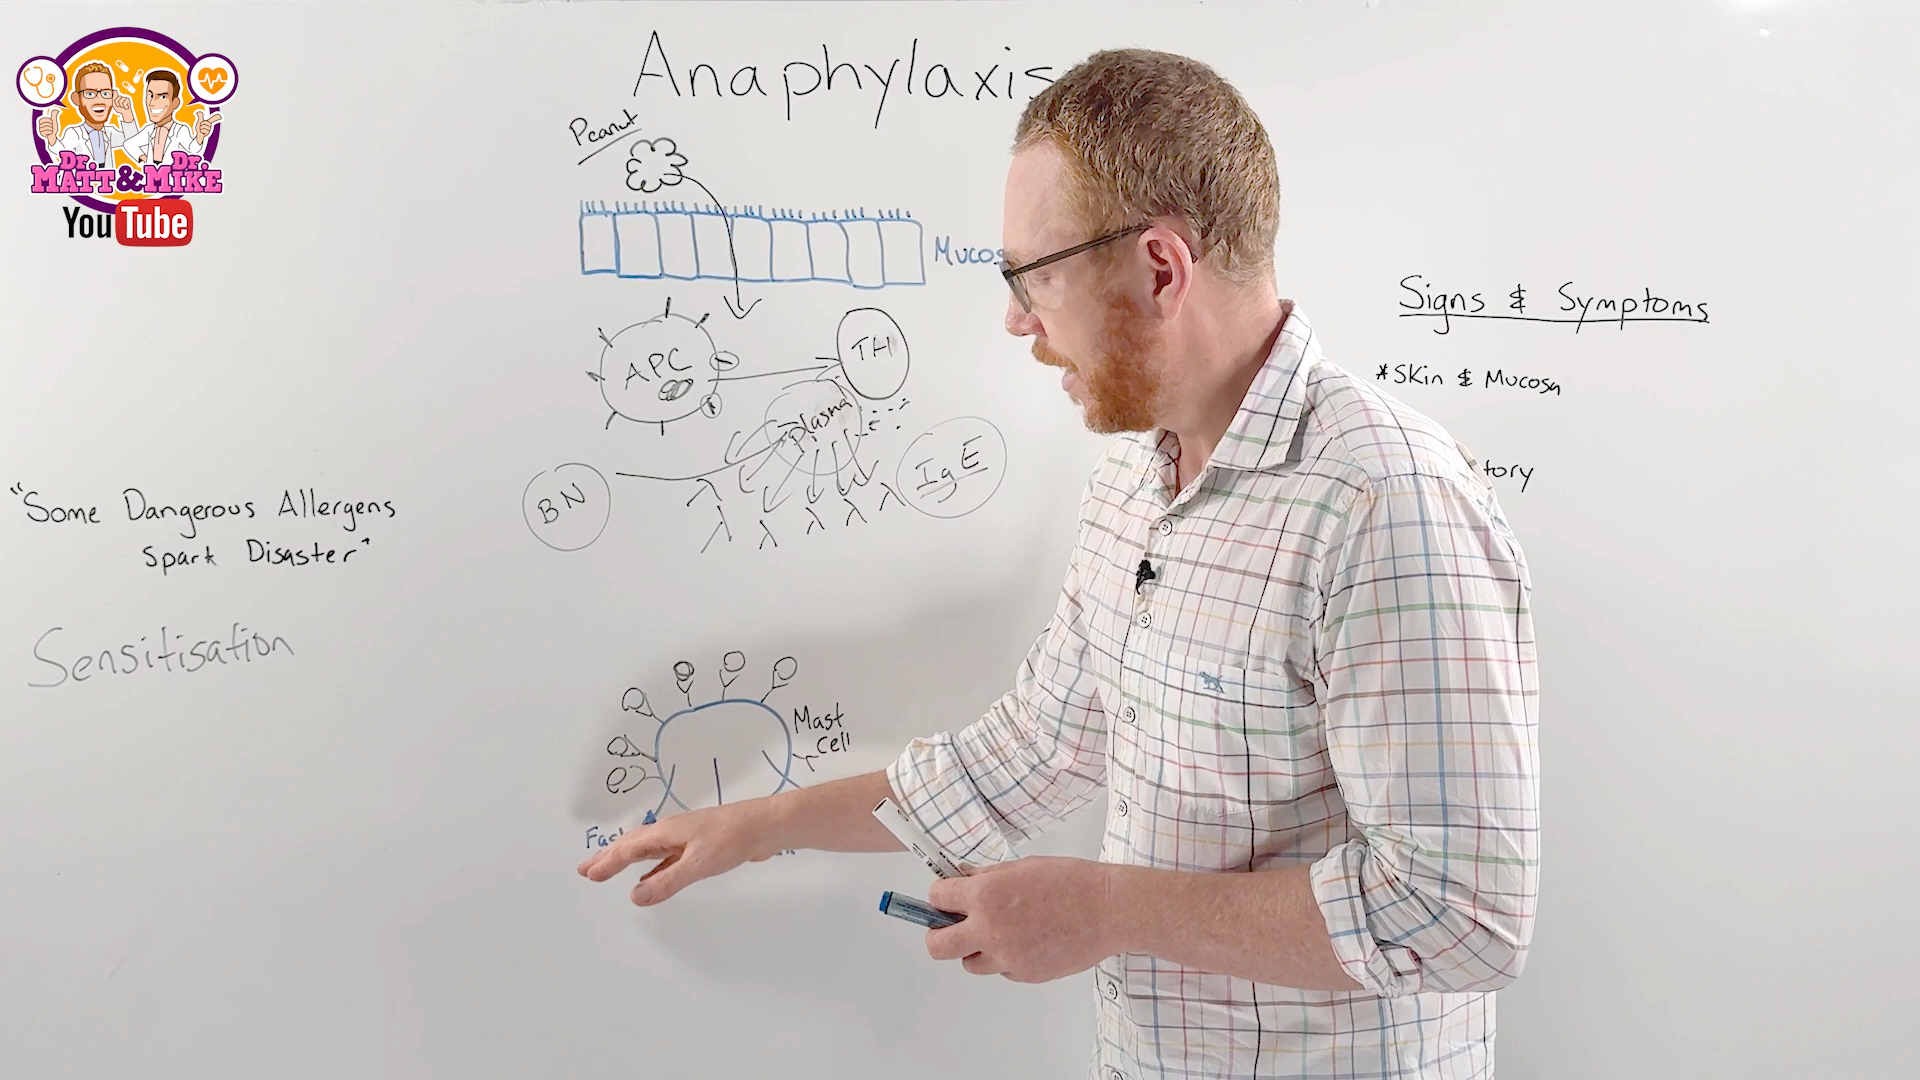 Dr. Dr.
MATT & MIKE
YouTube
Anaphylaxis
Peanut
Mucos
APC
TH
plasma
BN
IgE
"Some Dangerous Allergens
Spark Disaster"
Sensitisation
Mast
Cell
Signs & Symptoms
*Skin & Mucosa
tory